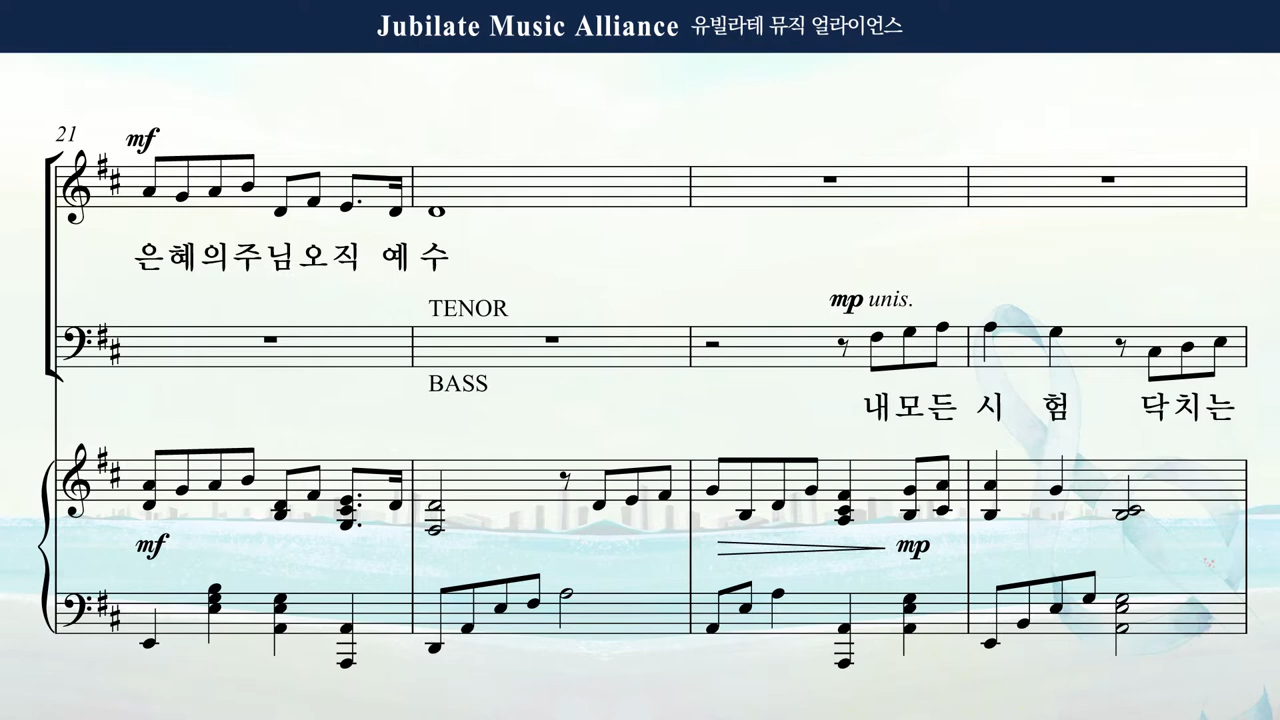 Jubilate Music Alliance 유빌라테 뮤직 얼라이언스
21
mf
은혜의주님오직 예수
TENOR
mp unis.
BASS
내모든 시 험 닥치는
mf
mp